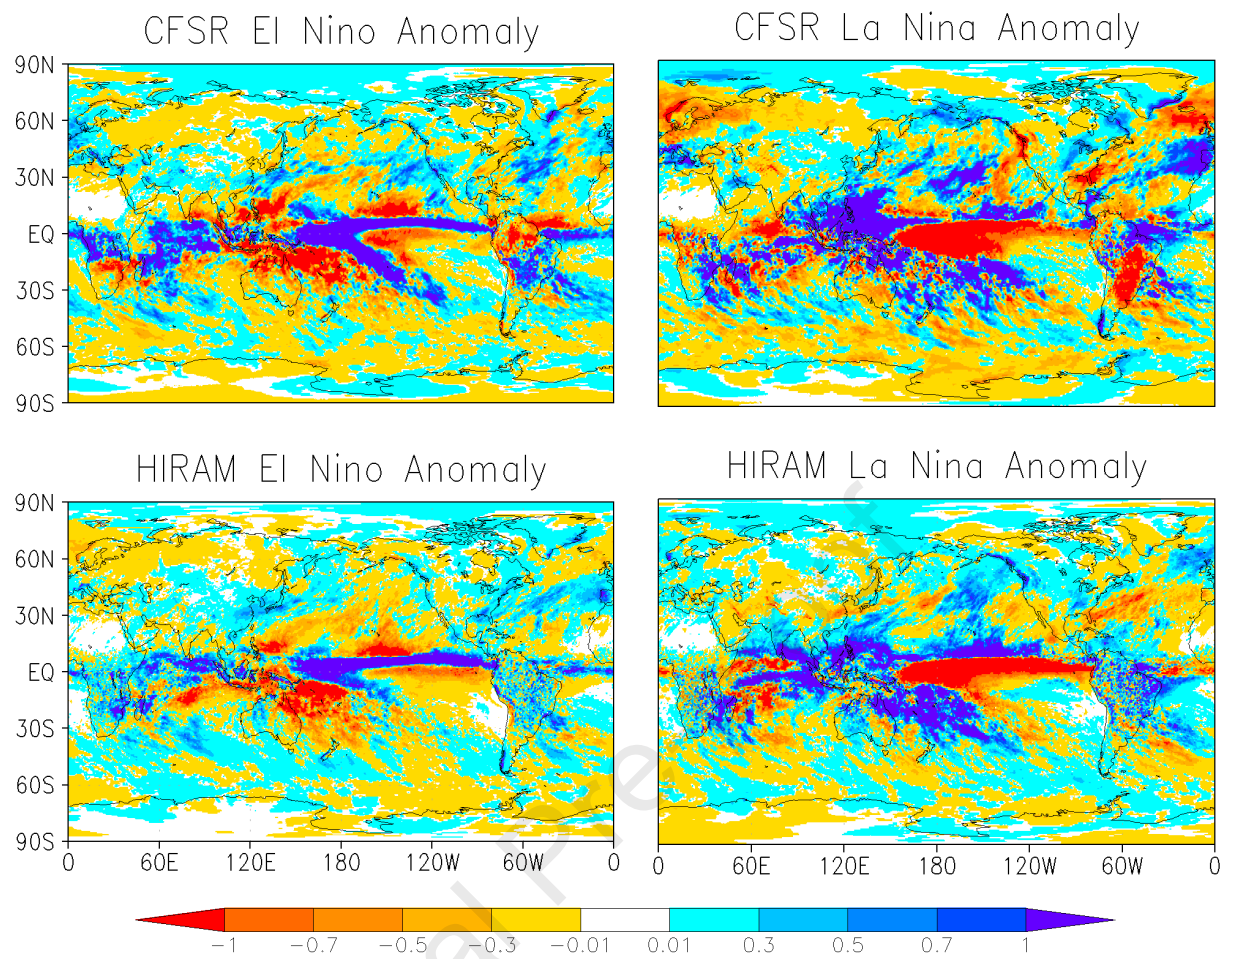 CFSR El Nino Anomaly
CFSR La Nina Anomaly
90N
60N
30N
EQ
30S
60S
90S
HIRAM El Nino Anomaly
HIRAM La Nina Anomaly
90N
60N
30N
EQ
30S
60S
90S
0 60E 120E 180 120W 60W 0
60E 120E 180 120W 60W 0
-1 -0.7 -0.5 -0.3 -0.01 0.01 0.3 0.5 0.7 1